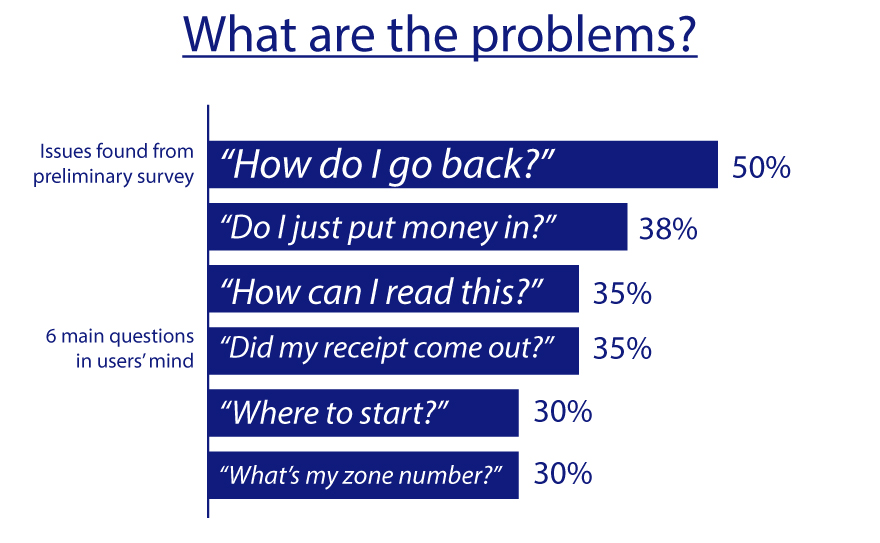 What are the problems?
Issues found from
preliminary survey
“How do I go back?” 50%
“Do I just put money in?” 38%
“How can I read this?” 35%
6 main questions
in users’ mind
“Did my receipt come out?” 35%
“Where to start?” 30%
“What’s my zone number?” 30%